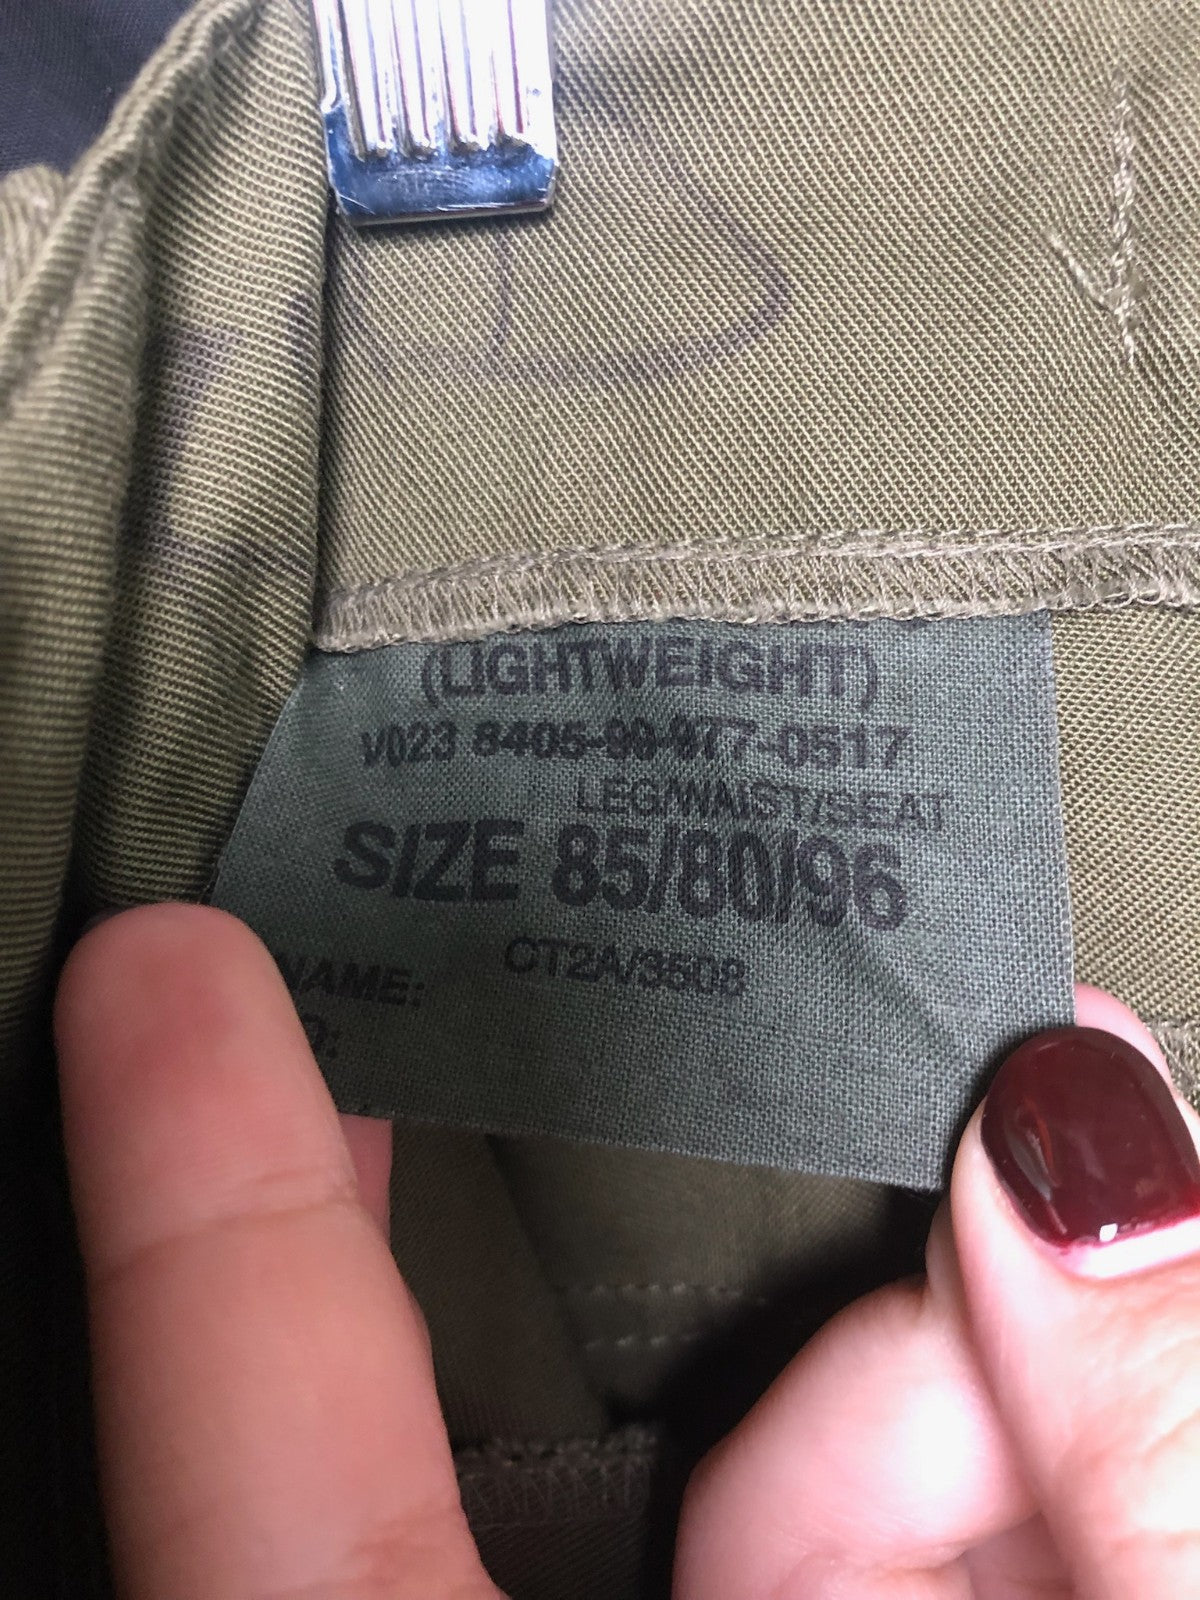 (LIGHTWEIGHT)
V023 8405-99-977-0517
LEG/WAIST/SEAT
SIZE 85/80/96
CT2A/3508
NAME: